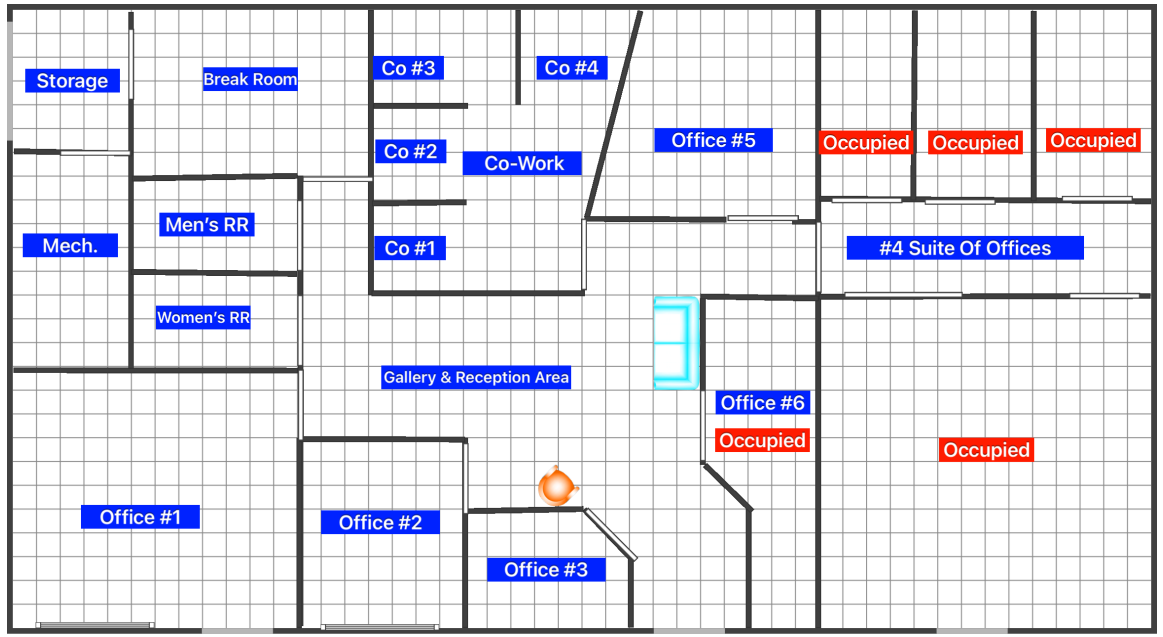 Storage
Break Room
Co #3
Co #4
Office #5
Occupied
Occupied
Occupied
Co #2
Co-Work
Men's RR
Mech.
Co #1
#4 Suite Of Offices
Women's RR
Gallery & Reception Area
Office #6
Occupied
Occupied
Office #1
Office #2
Office #3